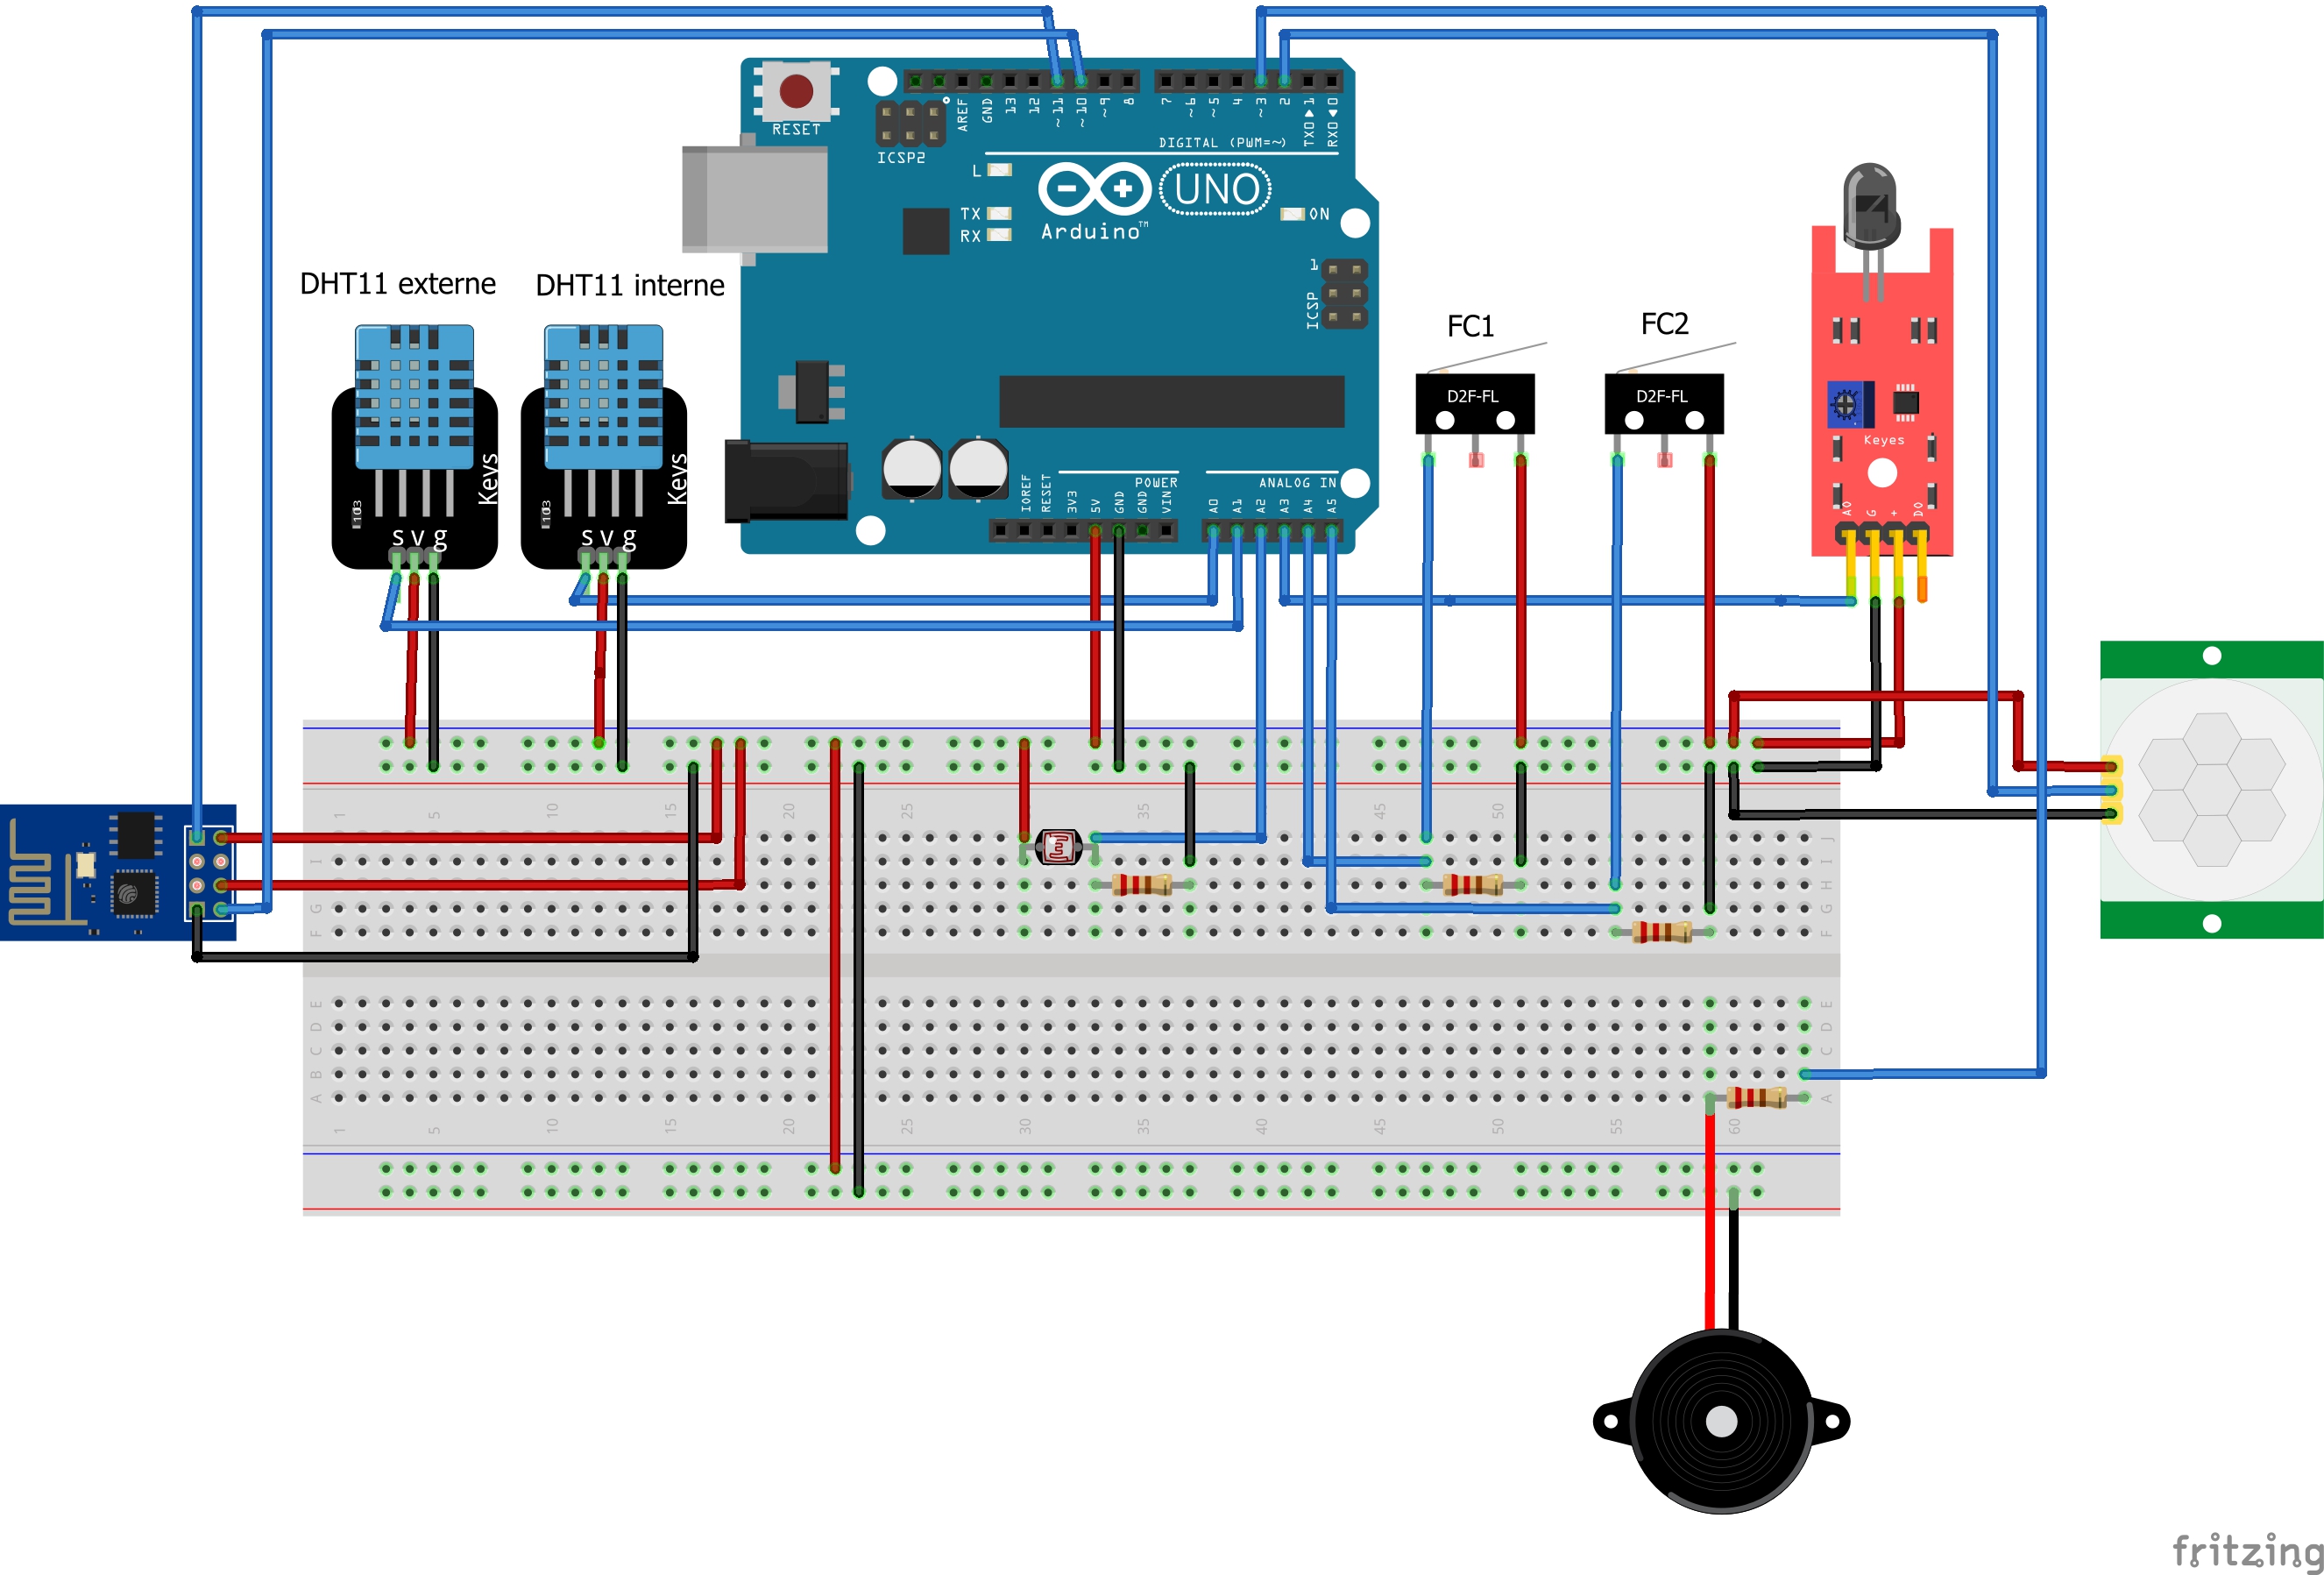 RESET
ICSP2
AREF
GND
13
12
~11
~10
~9
8
7
~6
~5
4
~3
2
TX0▶1
RX0◀0
DIGITAL (PWM=~)
L
TX
RX
UNO
Arduino™
ON
1
ICSP
DHT11 externe
DHT11 interne
FC1
FC2
D2F-FL
D2F-FL
Keyes
A0
G
+
D0
Keys
103
s v g
Keys
103
s v g
POWER
ANALOG IN
IOREF
RESET
3V3
5V
GND
GND
VIN
A0
A1
A2
A3
A4
A5
1
5
10
15
20
25
30
35
40
45
50
55
60
J
I
H
G
F
J
I
H
G
F
E
D
C
B
A
E
D
C
B
A
1
5
10
15
20
25
30
35
40
45
50
55
60
fritzing